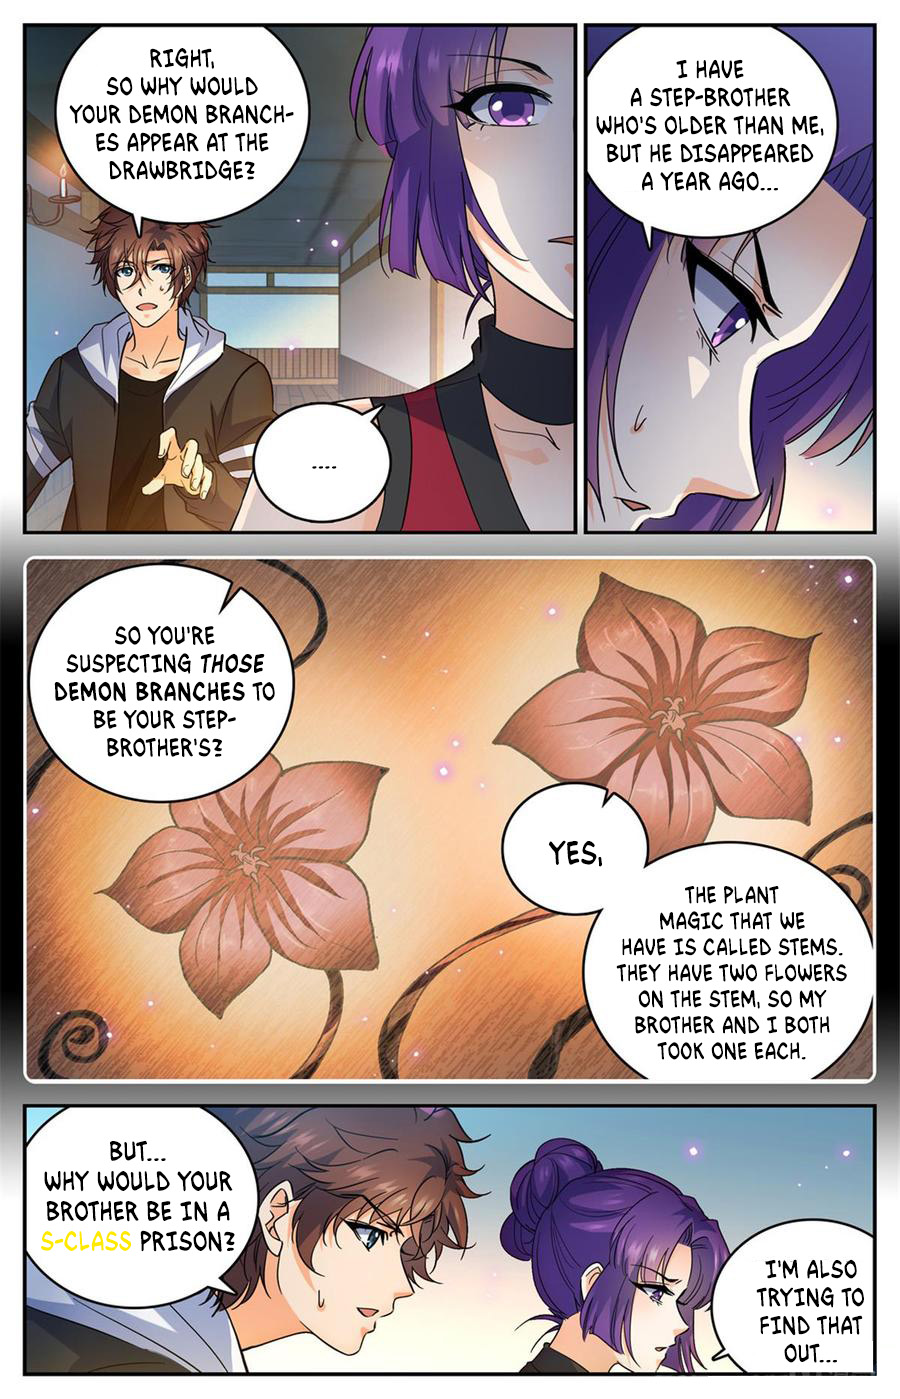 RIGHT,
SO WHY WOULD
YOUR DEMON BRANCH-
ES APPEAR AT THE
DRAWBRIDGE?
....
I HAVE
A STEP-BROTHER
WHO'S OLDER THAN ME,
BUT HE DISAPPEARED
A YEAR AGO...
SO YOU'RE
SUSPECTING THOSE
DEMON BRANCHES TO
BE YOUR STEP-
BROTHER'S?
YES,
THE PLANT
MAGIC THAT WE
HAVE IS CALLED STEMS.
THEY HAVE TWO FLOWERS
ON THE STEM, SO MY
BROTHER AND I BOTH
TOOK ONE EACH.
BUT...
WHY WOULD YOUR
BROTHER BE IN A
S-CLASS PRISON?
I'M ALSO
TRYING TO
FIND THAT
OUT...